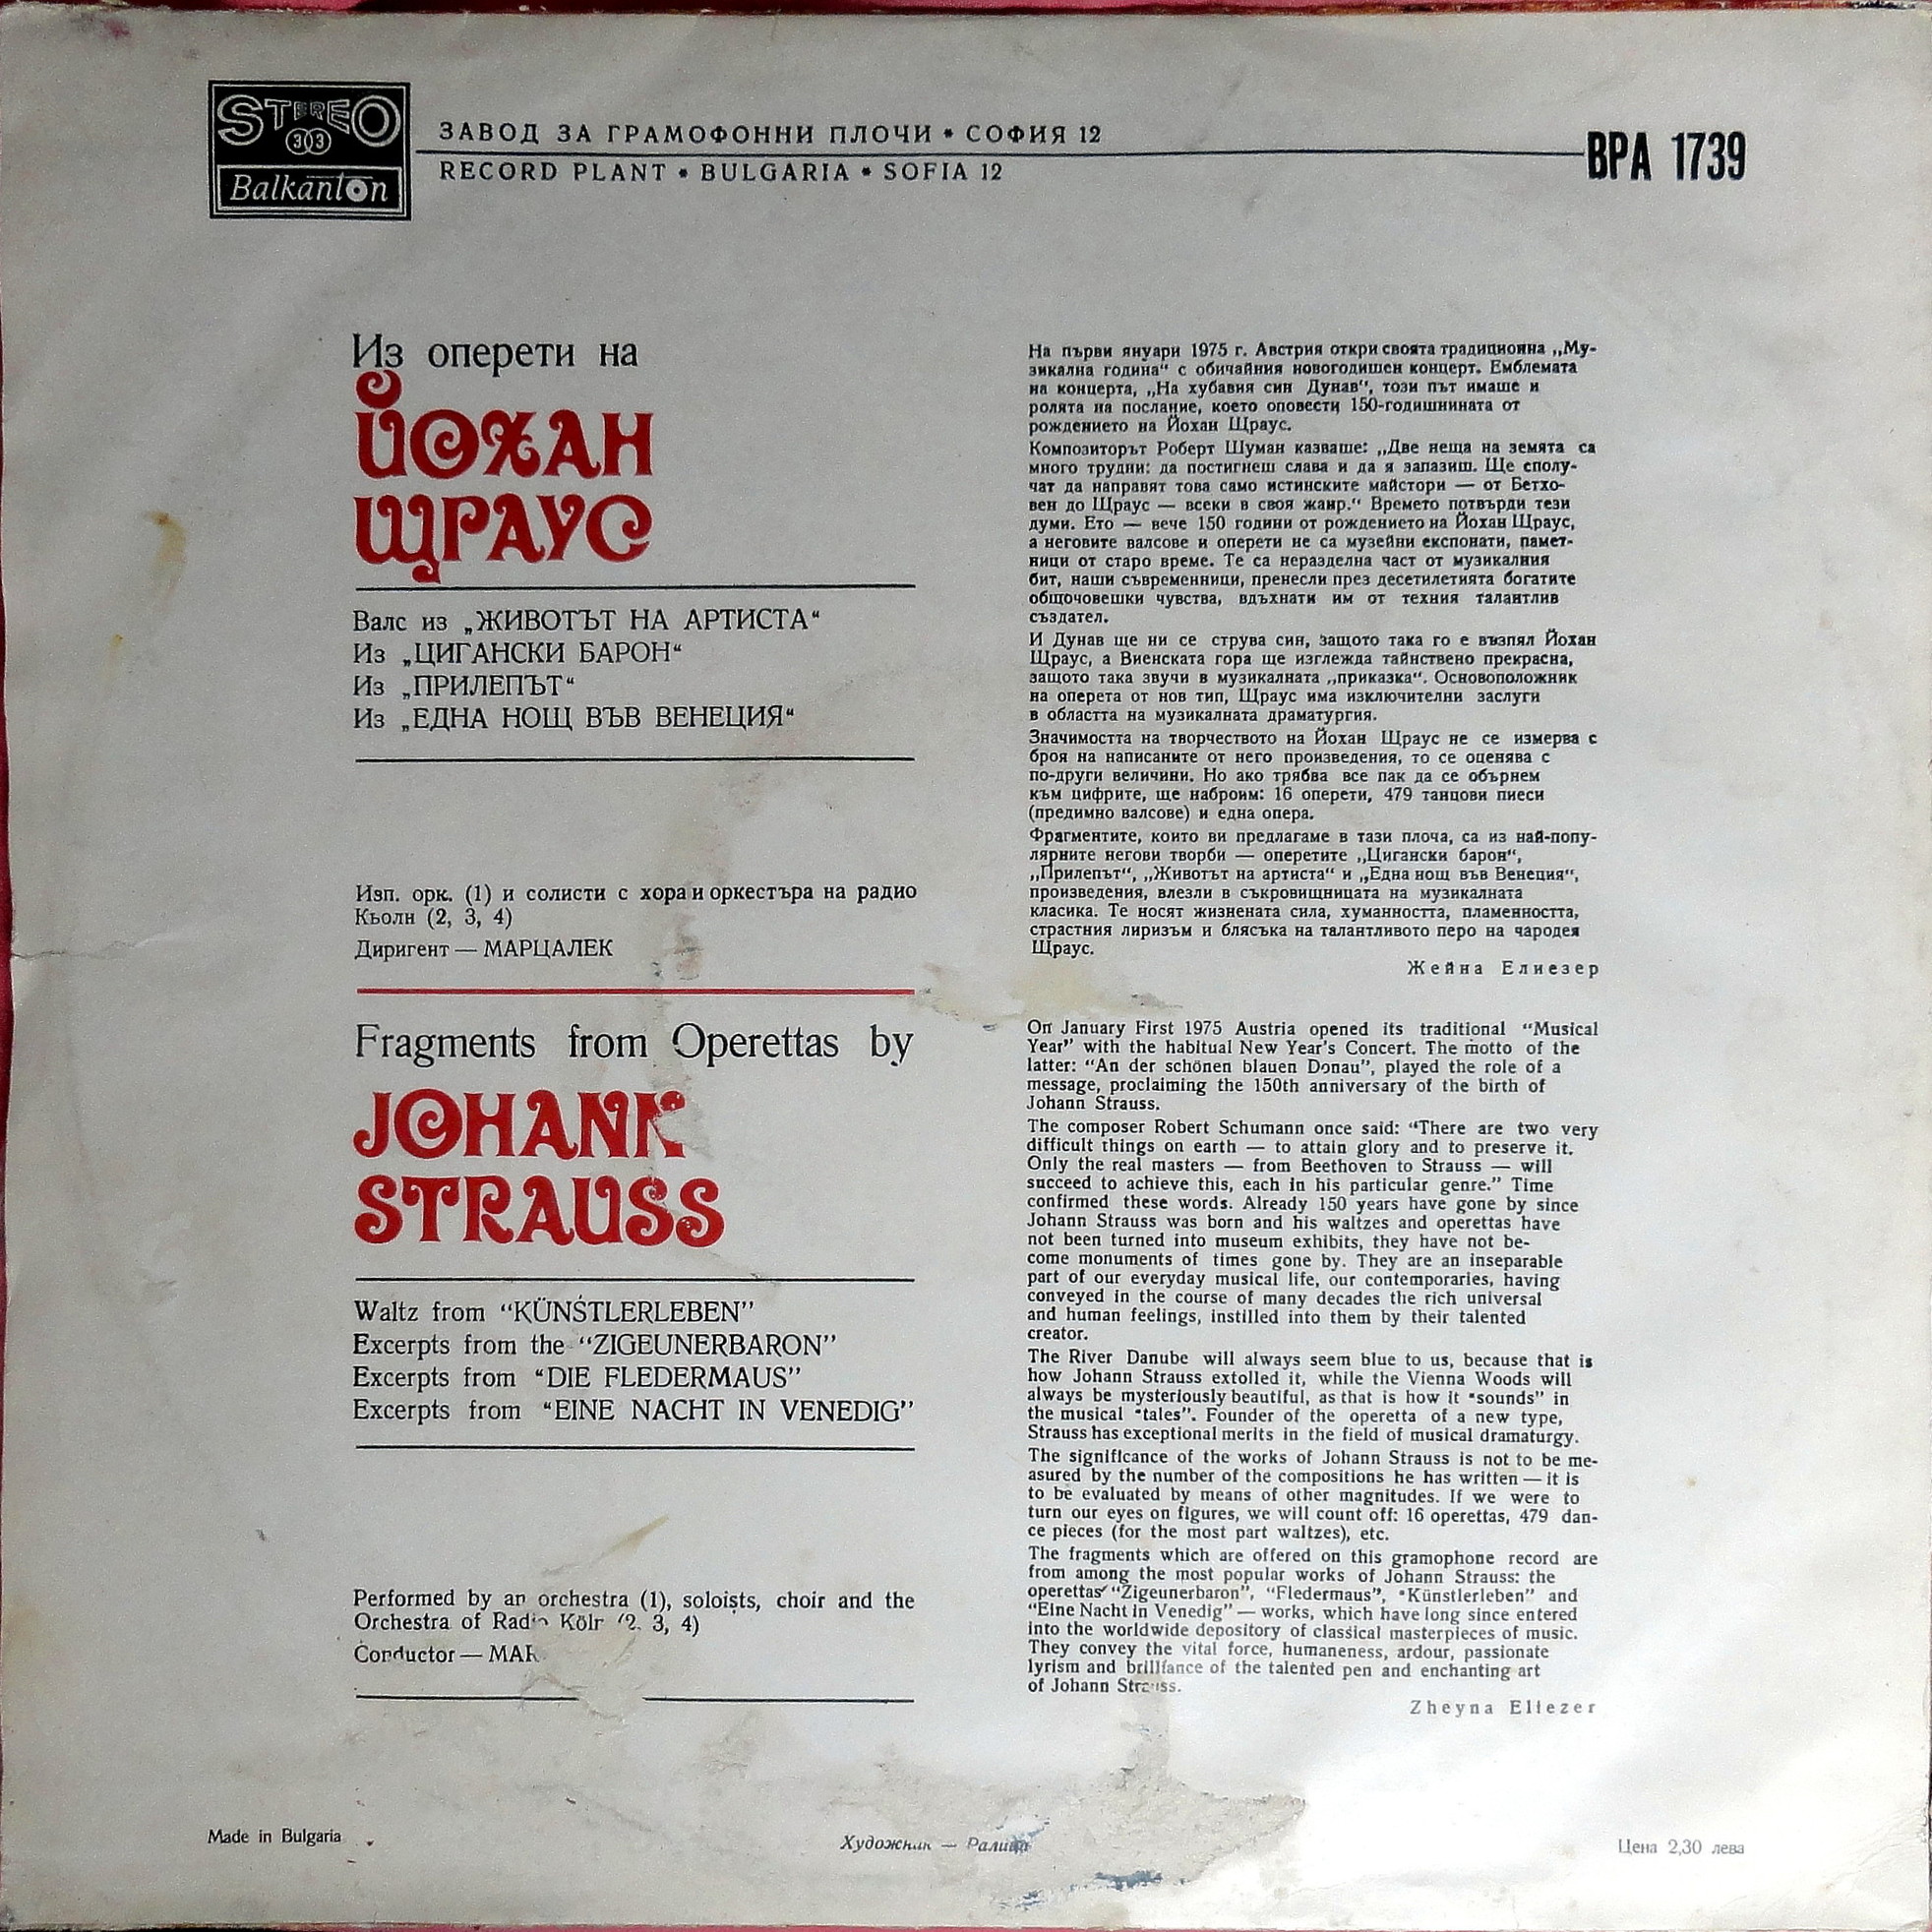 STEREO
33
Balkanton
ЗАВОД ЗА ГРАМОФОННИ ПЛОЧИ * СОФИЯ 12
RECORD PLANT * BULGARIA * SOFIA 12
ВРА 1739
Из оперети на
ЙОХАН
ЩРАУС
Валс из „ЖИВОТЪТ НА АРТИСТА“
Из „ЦИГАНСКИ БАРОН“
Из „ПРИЛЕПЪТ“
Из „ЕДНА НОЩ ВЪВ ВЕНЕЦИЯ“
Изп. орк. (1) и солисти с хора и оркестъра на радио
Кьолн (2, 3, 4)
Диригент — МАРЦАЛЕК
Fragments from Operettas by
JOHANN
STRAUSS
Waltz from “KÜNSTLERLEBEN”
Excerpts from the “ZIGEUNERBARON”
Excerpts from “DIE FLEDERMAUS”
Excerpts from “EINE NACHT IN VENEDIG”
Performed by an orchestra (1), soloists, choir and the
Orchestra of Radio Köln (2, 3, 4)
Conductor —
На първи януари 1975 г. Австрия откри своята традиционна „Му-
зикална година“ с обичайния новогодишен концерт. Емблемата
на концерта, „На хубавия син Дунав“, този път имаше и
ролята на послание, което оповести 150-годишнината от
рождението на Йохан Щраус.
Композиторът Роберт Шуман казваше: „Две неща на земята са
много трудни: да постигнеш слава и да я запазиш. Ще сполу-
чат да направят това само истинските майстори — от Бетхо-
вен до Щраус — всеки в своя жанр.“ Времето потвърди тези
думи. Ето — вече 150 години от рождението на Йохан Щраус,
а неговите валсове и оперети не са музейни експонати, памет-
ници от старо време. Те са неразделна част от музикалния
бит, наши съвременници, пренесли през десетилетията богатите
общочовешки чувства, вдъхнати им от техния талантлив
създател.
И Дунав ще ни се струва син, защото така го е възпял Йохан
Щраус, а Виенската гора ще изглежда тайнствено прекрасна,
защото така звучи в музикалната „приказка“. Основоположник
на оперета от нов тип, Щраус има изключителни заслуги
в областта на музикалната драматургия.
Значимостта на творчеството на Йохан Щраус не се измерва с
броя на написаните от него произведения, то се оценява с
по-други величини. Но ако трябва все пак да се обърнем
към цифрите, ще наброим: 16 оперети, 479 танцови пиеси
(предимно валсове) и една опера.
Фрагментите, които ви предлагаме в тази плоча, са из най-попу-
лярните негови творби — оперетите „Цигански барон“,
„Прилепът“, „Животът на артиста“ и „Една нощ във Венеция“,
произведения, влезли в съкровищницата на музикалната
класика. Те носят жизнената сила, хуманността, пламенността,
страстния лиризъм и блясъка на талантливото перо на чародея
Щраус.
Жейна Елиезер
On January First 1975 Austria opened its traditional “Musical
Year” with the habitual New Year's Concert. The motto of the
latter: “An der schönen blauen Donau”, played the role of a
message, proclaiming the 150th anniversary of the birth of
Johann Strauss.
The composer Robert Schumann once said: “There are two very
difficult things on earth — to attain glory and to preserve it.
Only the real masters — from Beethoven to Strauss — will
succeed to achieve this, each in his particular genre.” Time
confirmed these words. Already 150 years have gone by since
Johann Strauss was born and his waltzes and operettas have
not been turned into museum exhibits, they have not be-
come monuments of times gone by. They are an inseparable
part of our everyday musical life, our contemporaries, having
conveyed in the course of many decades the rich universal
and human feelings, instilled into them by their talented
creator.
The River Danube will always seem blue to us, because that is
how Johann Strauss extolled it, while the Vienna Woods will
always be mysteriously beautiful, as that is how it “sounds” in
the musical “tales”. Founder of the operetta of a new type,
Strauss has exceptional merits in the field of musical dramaturgy.
The significance of the works of Johann Strauss is not to be me-
asured by the number of the compositions he has written — it is
to be evaluated by means of other magnitudes. If we were to
turn our eyes on figures, we will count off: 16 operettas, 479 dan-
ce pieces (for the most part waltzes), etc.
The fragments which are offered on this gramophone record are
from among the most popular works of Johann Strauss: the
operettas “Zigeunerbaron”, “Fledermaus”, “Künstlerleben” and
“Eine Nacht in Venedig” — works, which have long since entered
into the worldwide depository of classical masterpieces of music.
They convey the vital force, humaneness, ardour, passionate
lyrism and brilliance of the talented pen and enchanting art
of Johann Strauss.
Zheyna Eliezer
Made in Bulgaria
Художник — Ралица
Цена 2,30 лева